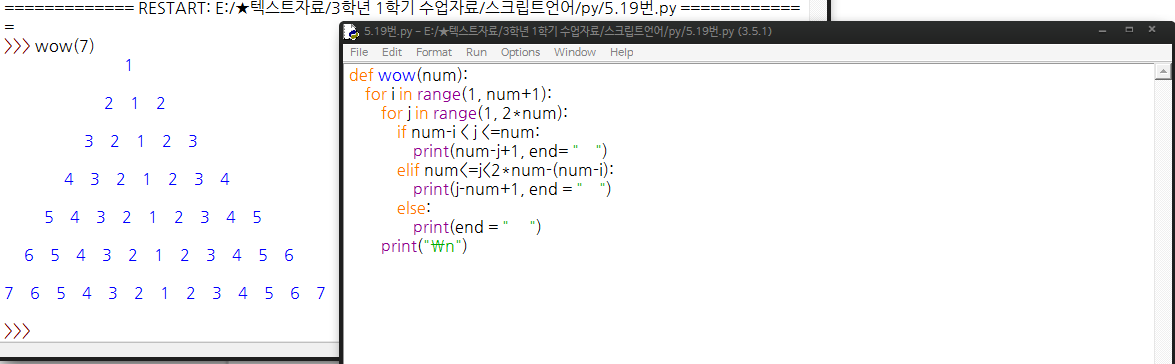 ============= RESTART: E:/★텍스트자료/3학년 1학기 수업자료/스크립트언어/py/5.19번.py ============
=
>>> wow(7)
1
2 1 2
3 2 1 2 3
4 3 2 1 2 3 4
5 4 3 2 1 2 3 4 5
6 5 4 3 2 1 2 3 4 5 6
7 6 5 4 3 2 1 2 3 4 5 6 7
>>>
5.19번.py - E:/★텍스트자료/3학년 1학기 수업자료/스크립트언어/py/5.19번.py (3.5.1)
File Edit Format Run Options Window Help
def wow(num):
    for i in range(1, num+1):
        for j in range(1, 2*num):
            if num-i < j <=num:
                print(num-j+1, end= "    ")
            elif num<=j<2*num-(num-i):
                print(j-num+1, end = "    ")
            else:
                print(end = "     ")
        print("₩n")